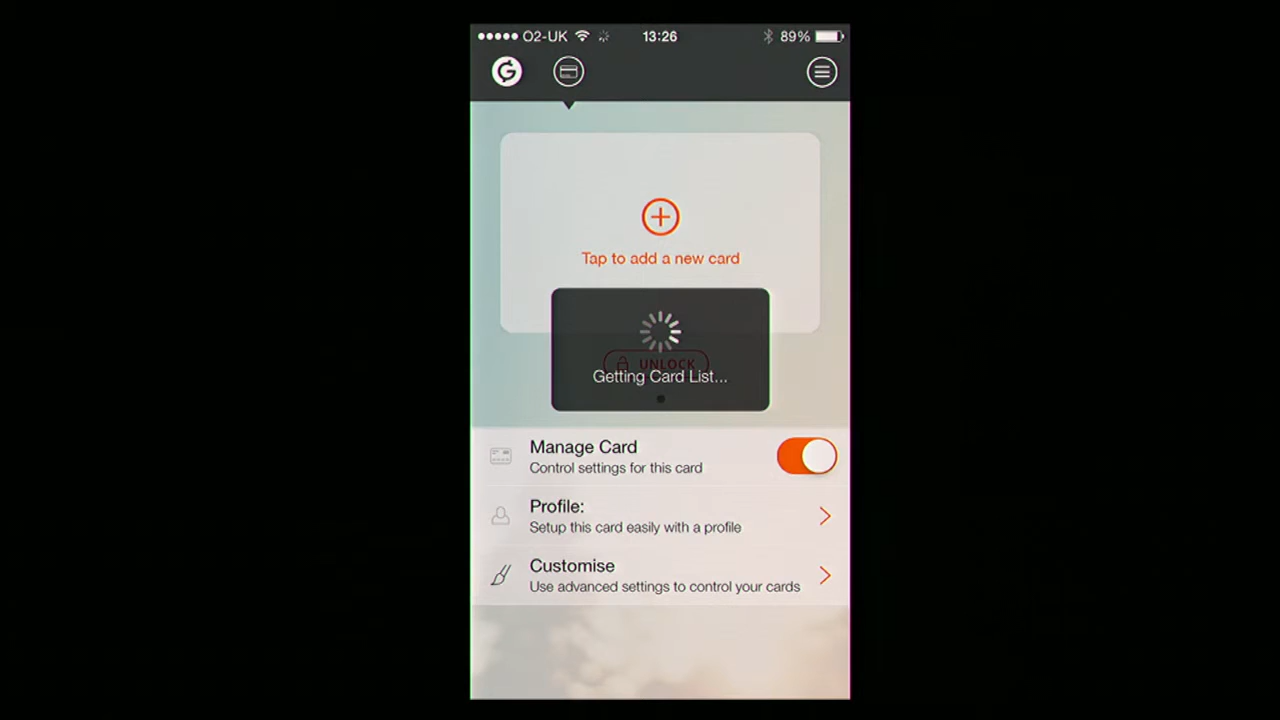 O2-UK 13:26 89%
G
Tap to add a new card
UNLOCK
Getting Card List...
Manage Card
Control settings for this card
Profile:
Setup this card easily with a profile
Customise
Use advanced settings to control your cards